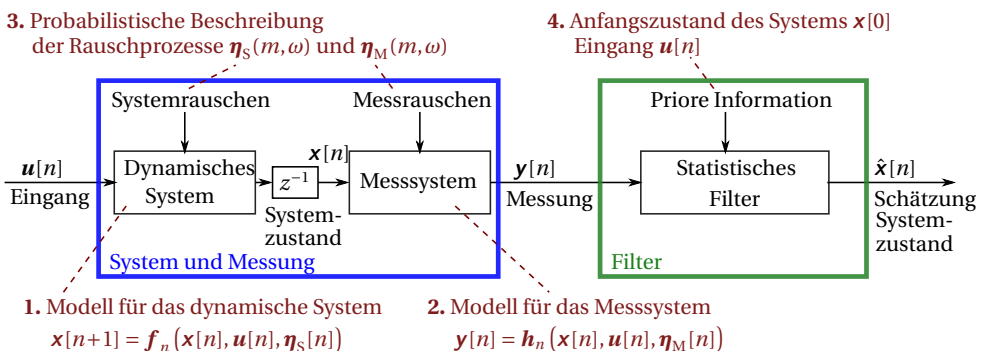 3. Probabilistische Beschreibung
der Rauschprozesse η_S(m,ω) und η_M(m,ω)
4. Anfangszustand des Systems x[0]
Eingang u[n]
Systemrauschen
Messrauschen
Priore Information
u[n]
Eingang
Dynamisches
System
z⁻¹
x[n]
System-
zustand
Messsystem
y[n]
Messung
Statistisches
Filter
x̂[n]
Schätzung
System-
zustand
System und Messung
Filter
1. Modell für das dynamische System
x[n+1] = f_n(x[n], u[n], η_S[n])
2. Modell für das Messsystem
y[n] = h_n(x[n], u[n], η_M[n])